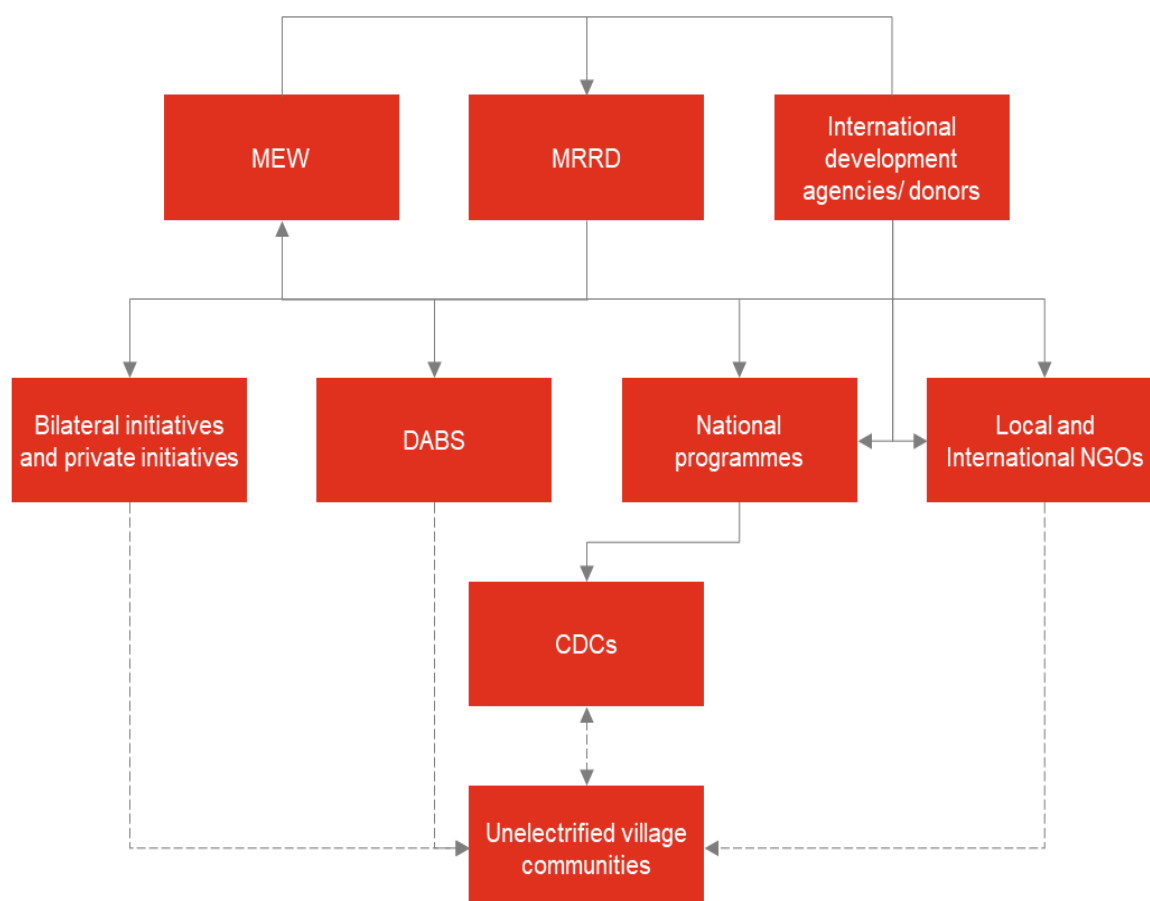 MEW
MRRD
International
development
agencies/ donors
Bilateral initiatives
and private initiatives
DABS
National
programmes
Local and
International NGOs
CDCs
Unelectrified village
communities